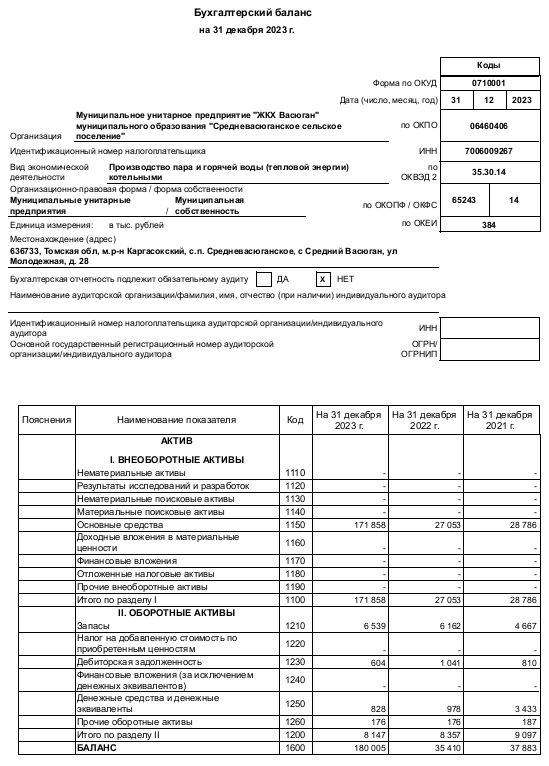 Бухгалтерский баланс
на 31 декабря 2023 г.
Коды
Форма по ОКУД 0710001
Дата (число, месяц, год) 31 12 2023
Муниципальное унитарное предприятие "ЖКХ Васюган"
муниципального образования "Средневасюганское сельское
Организация поселение" по ОКПО 06460406
Идентификационный номер налогоплательщика ИНН 7006009267
Вид экономической Производство пара и горячей воды (тепловой энергии) по
деятельности котельными ОКВЭД 2 35.30.14
Организационно-правовая форма / форма собственности
Муниципальные унитарные Муниципальная
предприятия / собственность по ОКОПФ / ОКФС 65243 14
Единица измерения: в тыс. рублей по ОКЕИ 384
Местонахождение (адрес)
636733, Томская обл, м.р-н Каргасокский, с.п. Средневасюганское, с Средний Васюган, ул
Молодежная, д. 28
Бухгалтерская отчетность подлежит обязательному аудиту ДА X НЕТ
Наименование аудиторской организации/фамилия, имя, отчество (при наличии) индивидуального аудитора
Идентификационный номер налогоплательщика аудиторской организации/индивидуального
аудитора ИНН
Основной государственный регистрационный номер аудиторской ОГРН/
организации/индивидуального аудитора ОГРНИП
Пояснения Наименование показателя Код На 31 декабря 2023 г. На 31 декабря 2022 г. На 31 декабря 2021 г.
АКТИВ
I. ВНЕОБОРОТНЫЕ АКТИВЫ
Нематериальные активы 1110 - - -
Результаты исследований и разработок 1120 - - -
Нематериальные поисковые активы 1130 - - -
Материальные поисковые активы 1140 - - -
Основные средства 1150 171 858 27 053 28 786
Доходные вложения в материальные
ценности 1160 - - -
Финансовые вложения 1170 - - -
Отложенные налоговые активы 1180 - - -
Прочие внеоборотные активы 1190 - - -
Итого по разделу I 1100 171 858 27 053 28 786
II. ОБОРОТНЫЕ АКТИВЫ
Запасы 1210 6 539 6 162 4 667
Налог на добавленную стоимость по
приобретенным ценностям 1220 - - -
Дебиторская задолженность 1230 604 1 041 810
Финансовые вложения (за исключением
денежных эквивалентов) 1240 - - -
Денежные средства и денежные
эквиваленты 1250 828 978 3 433
Прочие оборотные активы 1260 176 176 187
Итого по разделу II 1200 8 147 8 357 9 097
БАЛАНС 1600 180 005 35 410 37 883